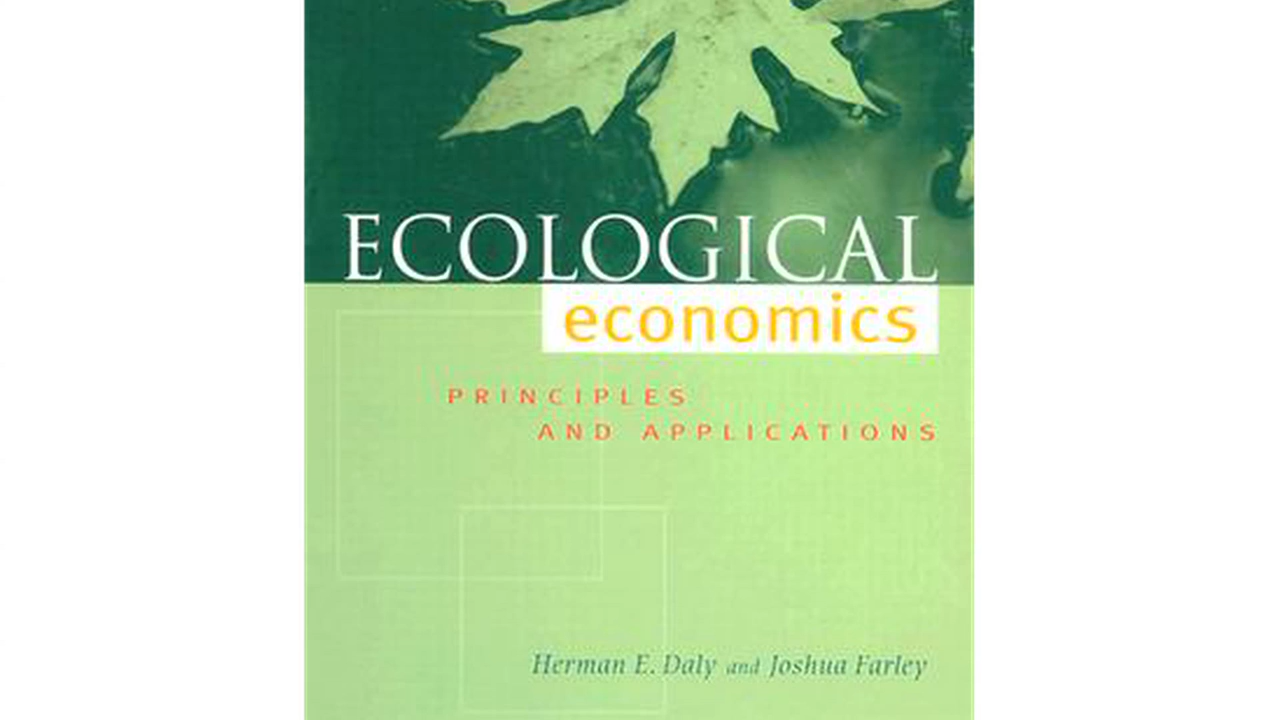 ECOLOGICAL
economics
PRINCIPLES
AND APPLICATIONS
Herman E. Daly and Joshua Farley